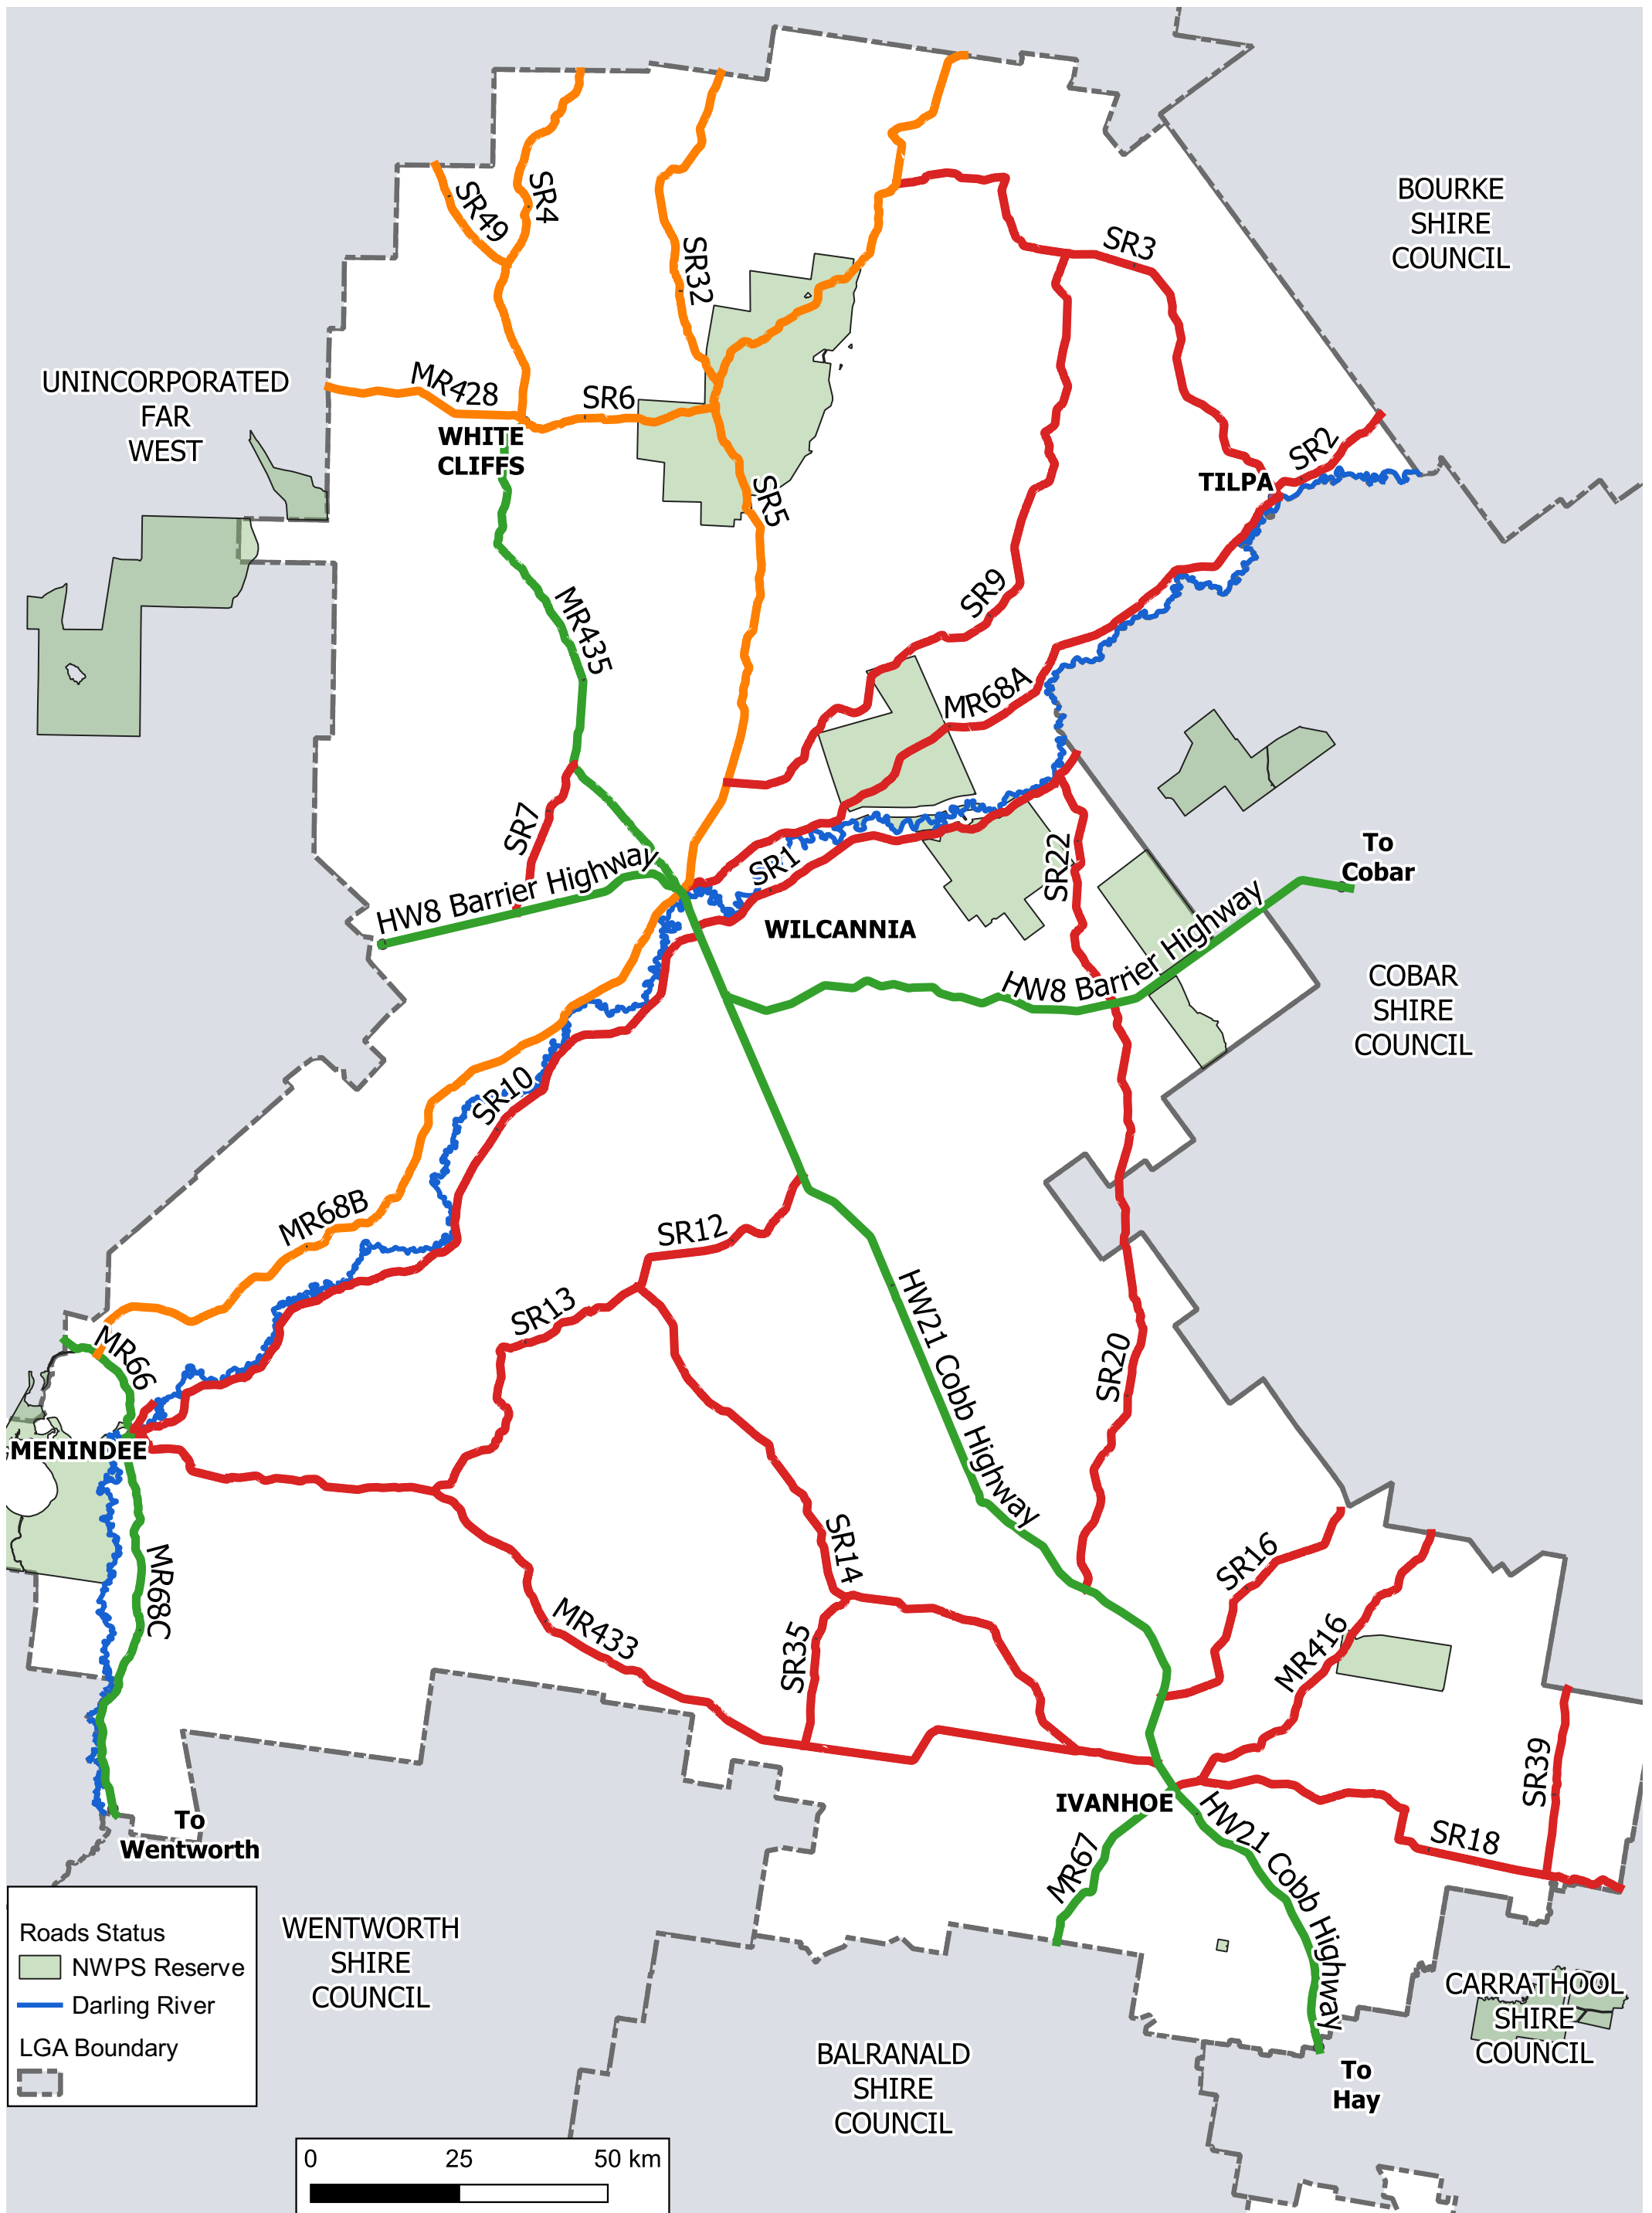 BOURKE
SHIRE
COUNCIL
SR4
SR49
SR3
SR32
UNINCORPORATED
FAR
WEST
MR428
SR6
WHITE
CLIFFS
SR2
TILPA
SR5
SR9
MR435
MR68A
SR7
SR1
SR22
To
Cobar
HW8 Barrier Highway
WILCANNIA
HW8 Barrier Highway
COBAR
SHIRE
COUNCIL
SR10
MR68B
SR12
SR13
HW21 Cobb Highway
SR20
MR66
MENINDEE
SR14
SR16
MR68C
MR433
SR35
MR416
SR39
IVANHOE
To
Wentworth
HW21 Cobb Highway
SR18
MR67
Roads Status
NWPS Reserve
Darling River
LGA Boundary
WENTWORTH
SHIRE
COUNCIL
CARRATHOOL
SHIRE
COUNCIL
BALRANALD
SHIRE
COUNCIL
To
Hay
0 25 50 km